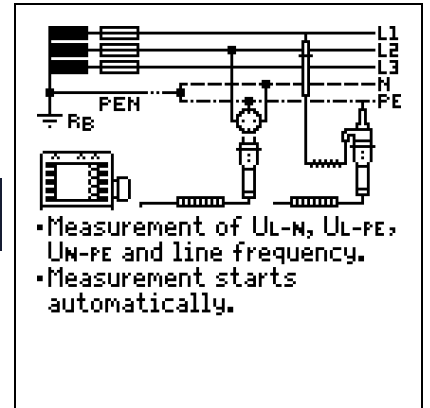 L1
L2
L3
N
PE
PEN
RB
▪Measurement of UL-N, UL-PE,
UN-PE and line frequency.
▪Measurement starts
automatically.